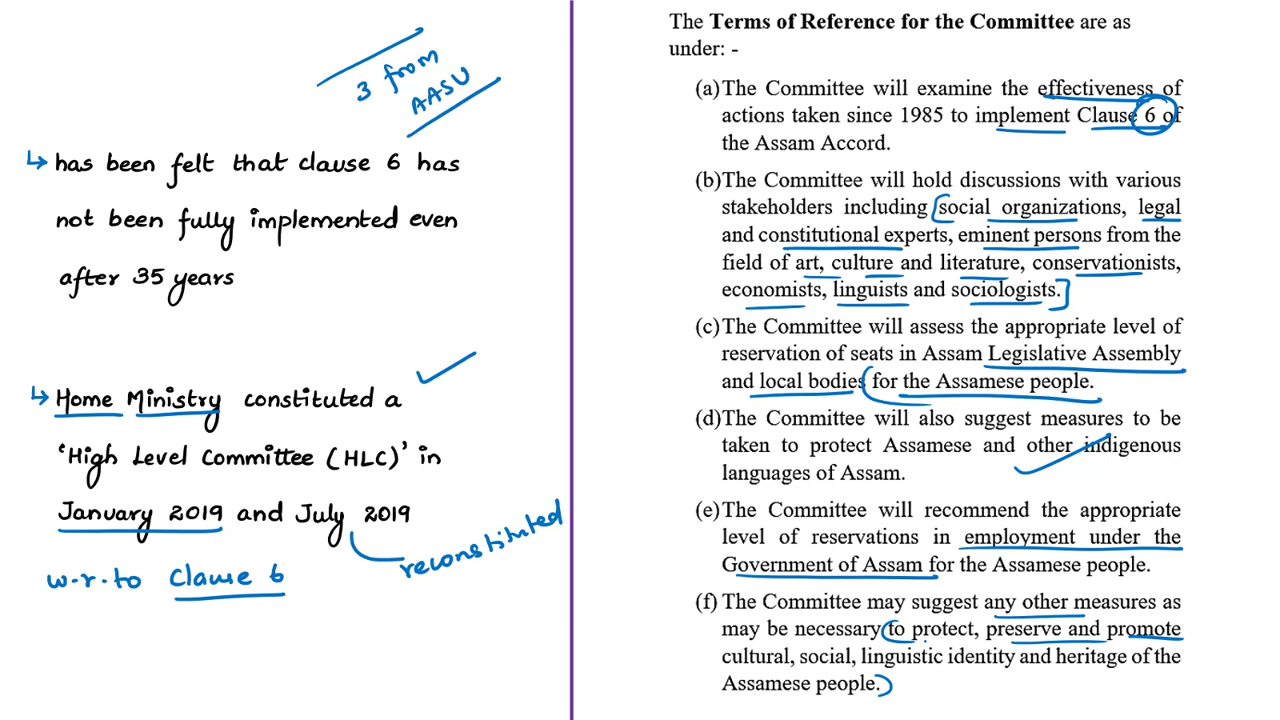 3 from
AASU
↳ has been felt that clause 6 has
not been fully implemented even
after 35 years
↳ Home Ministry constituted a
'High Level Committee (HLC)' in
January 2019 and July 2019
reconstituted
w.r.to Clause 6
The Terms of Reference for the Committee are as
under: -
(a)The Committee will examine the effectiveness of
actions taken since 1985 to implement Clause 6 of
the Assam Accord.
(b)The Committee will hold discussions with various
stakeholders including social organizations, legal
and constitutional experts, eminent persons from the
field of art, culture and literature, conservationists,
economists, linguists and sociologists.
(c)The Committee will assess the appropriate level of
reservation of seats in Assam Legislative Assembly
and local bodies for the Assamese people.
(d)The Committee will also suggest measures to be
taken to protect Assamese and other indigenous
languages of Assam.
(e)The Committee will recommend the appropriate
level of reservations in employment under the
Government of Assam for the Assamese people.
(f) The Committee may suggest any other measures as
may be necessary to protect, preserve and promote
cultural, social, linguistic identity and heritage of the
Assamese people.